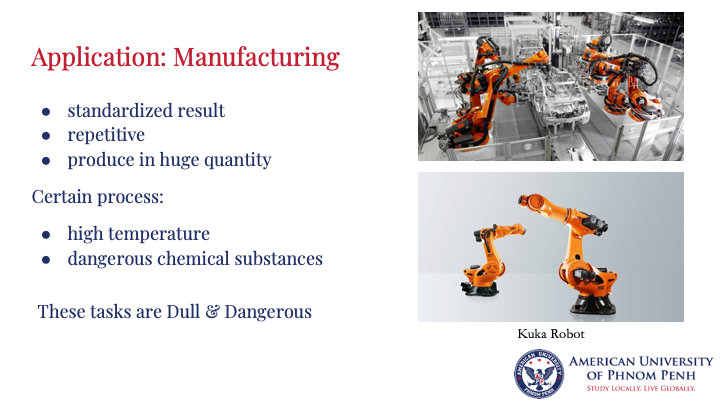 Application: Manufacturing
● standardized result
● repetitive
● produce in huge quantity
Certain process:
● high temperature
● dangerous chemical substances
These tasks are Dull & Dangerous
Kuka Robot
AMERICAN UNIVERSITY
OF PHNOM PENH
STUDY LOCALLY. LIVE GLOBALLY.
AMERICAN UNIVERSITY
PHNOM PENH